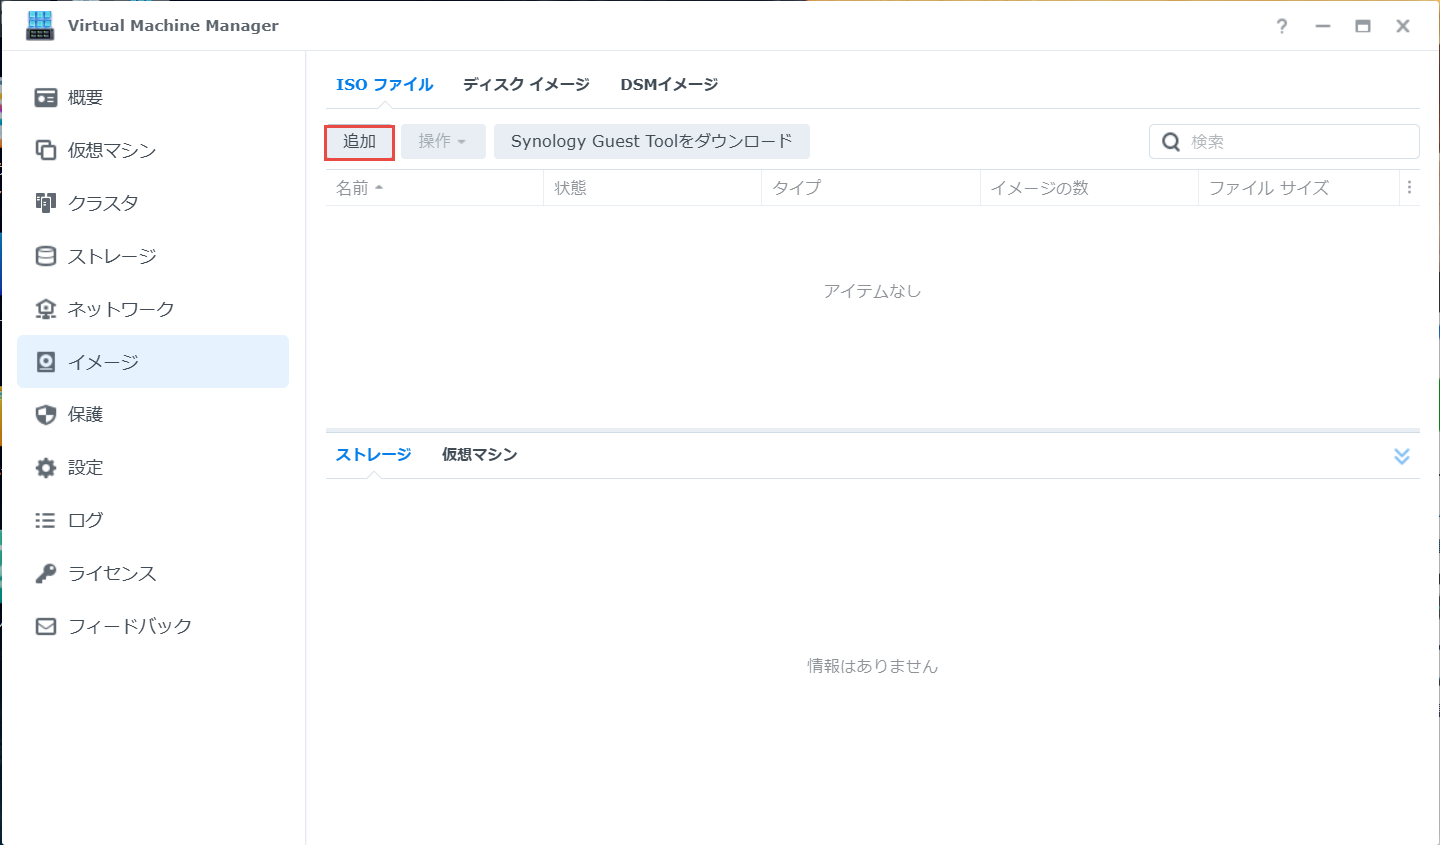 Virtual Machine Manager
概要
仮想マシン
クラスタ
ストレージ
ネットワーク
イメージ
保護
設定
ログ
ライセンス
フィードバック
ISO ファイル ディスク イメージ DSMイメージ
追加 操作 Synology Guest Toolをダウンロード 検索
名前 状態 タイプ イメージの数 ファイル サイズ
アイテムなし
ストレージ 仮想マシン
情報はありません